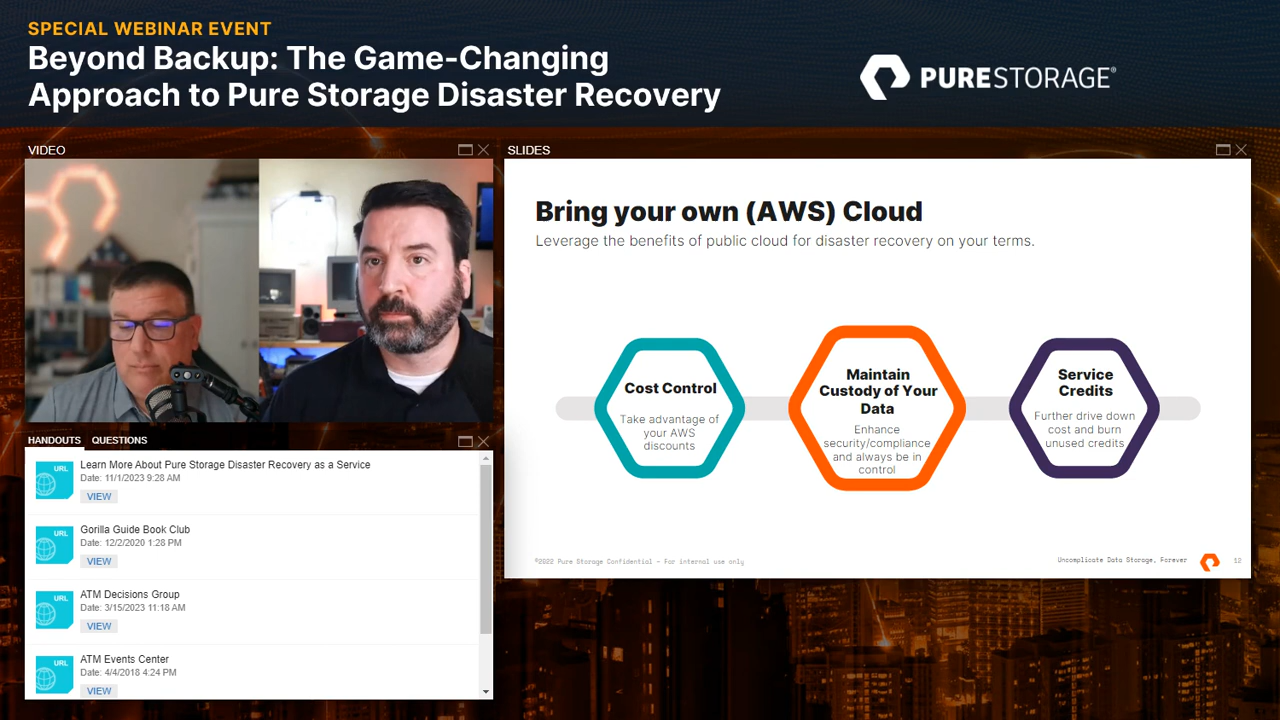 SPECIAL WEBINAR EVENT
Beyond Backup: The Game-Changing
Approach to Pure Storage Disaster Recovery
PURESTORAGE®
VIDEO
SLIDES
Bring your own (AWS) Cloud
Leverage the benefits of public cloud for disaster recovery on your terms.
Cost Control
Take advantage of
your AWS
discounts
Maintain
Custody of Your
Data
Enhance
security/compliance
and always be in
control
Service
Credits
Further drive down
cost and burn
unused credits
©2022 Pure Storage Confidential – For internal use only
Uncomplicate Data Storage, Forever
12
HANDOUTS QUESTIONS
URL
Learn More About Pure Storage Disaster Recovery as a Service
Date: 11/1/2023 9:28 AM
VIEW
URL
Gorilla Guide Book Club
Date: 12/2/2020 1:28 PM
VIEW
URL
ATM Decisions Group
Date: 3/15/2023 11:18 AM
VIEW
URL
ATM Events Center
Date: 4/4/2018 4:24 PM
VIEW